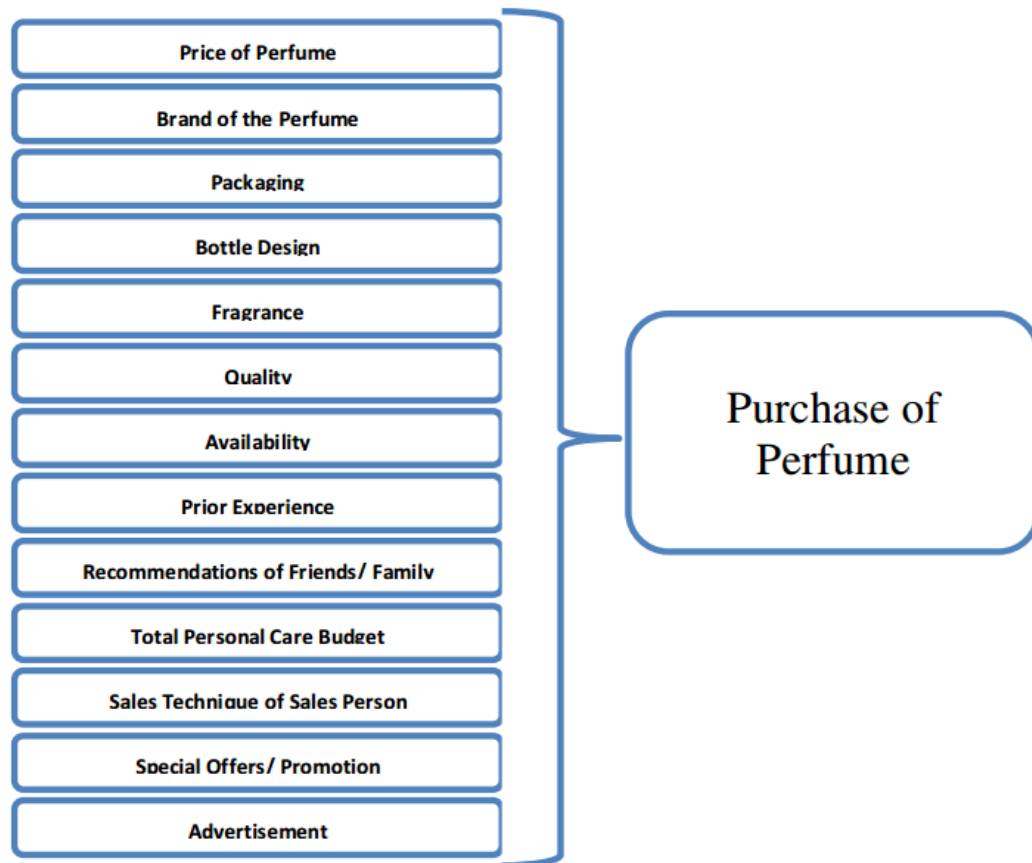 Price of Perfume
Brand of the Perfume
Packaging
Bottle Design
Fragrance
Quality
Availability
Prior Experience
Recommendations of Friends/ Family
Total Personal Care Budget
Sales Technique of Sales Person
Special Offers/ Promotion
Advertisement
Purchase of
Perfume